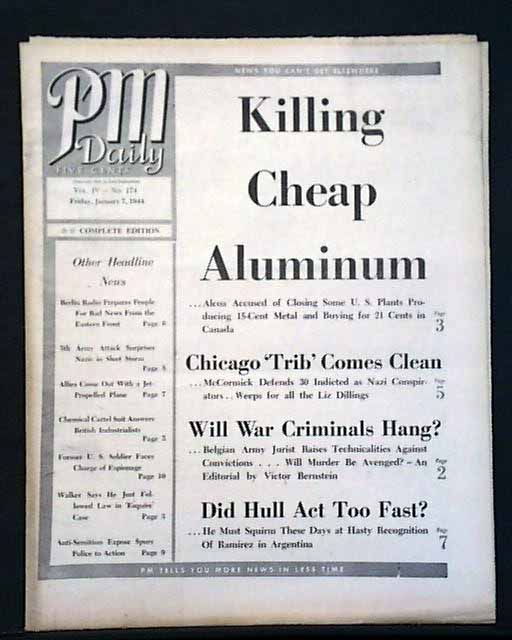 NEWS YOU CAN'T GET ELSEWHERE
PM
Daily
FIVE CENTS
Vol. IV – No. 174
Friday, January 7, 1944
COMPLETE EDITION
Other Headline
News
Berlin Radio Prepares People
For Bad News From the
Eastern Front Page 8
5th Army Attack Surprises
Nazis in Sleet Storm
Page
Allies Come Out With a Jet-
Propelled Plane Page 7
Chemical Cartel Suit Answers
British Industrialists
Page 3
Former U. S. Soldier Faces
Charge of Espionage
Page 10
Walker Says He Just Fol-
lowed Law in 'Esquire'
Case Page 3
Anti-Semitism Expose Spurs
Police to Action Page 9
Killing
Cheap
Aluminum
...Alcoa Accused of Closing Some U. S. Plants Pro-
ducing 15-Cent Metal and Buying for 21 Cents in
Canada
Page
3
Chicago 'Trib' Comes Clean
...McCormick Defends 30 Indicted as Nazi Conspir-
ators.. Weeps for all the Liz Dillings
Page
5
Will War Criminals Hang?
...Belgian Army Jurist Raises Technicalities Against
Convictions . . . Will Murder Be Avenged? – An
Editorial by Victor Bernstein
Page
2
Did Hull Act Too Fast?
...He Must Squirm These Days at Hasty Recognition
Of Ramirez in Argentina
Page
7
PM TELLS YOU MORE NEWS IN LESS TIME